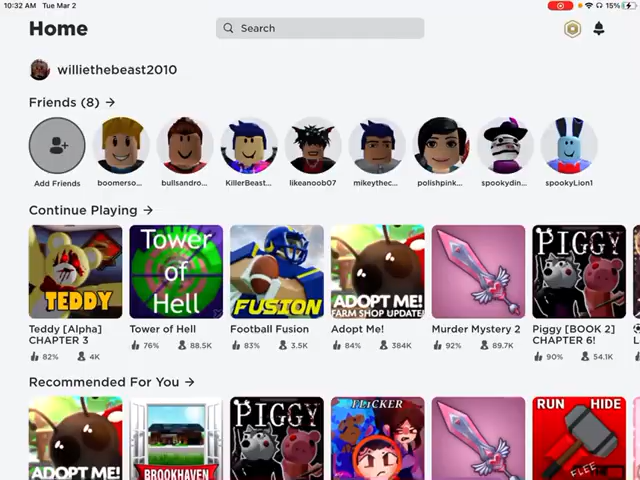 10:32 AM Tue Mar 2
15%
Home
Search
williethebeast2010
Friends (8) →
Add Friends
boomerso...
bullsandro...
KillerBeast...
likeanoob07
mikeythec...
polishpink...
spookydin...
spookyLion1
Continue Playing →
TEDDY
Tower
of
Hell
FUSION
ADOPT ME!
FARM SHOP UPDATE!
PIGGY
Teddy [Alpha]
CHAPTER 3
82% 4K
Tower of Hell
76% 88.5K
Football Fusion
83% 3.5K
Adopt Me!
84% 384K
Murder Mystery 2
92% 89.7K
Piggy [BOOK 2]
CHAPTER 6!
90% 54.1K
Recommended For You →
ADOPT ME!
BROOKHAVEN
PIGGY
FLICKER
RUN HIDE
FLEE